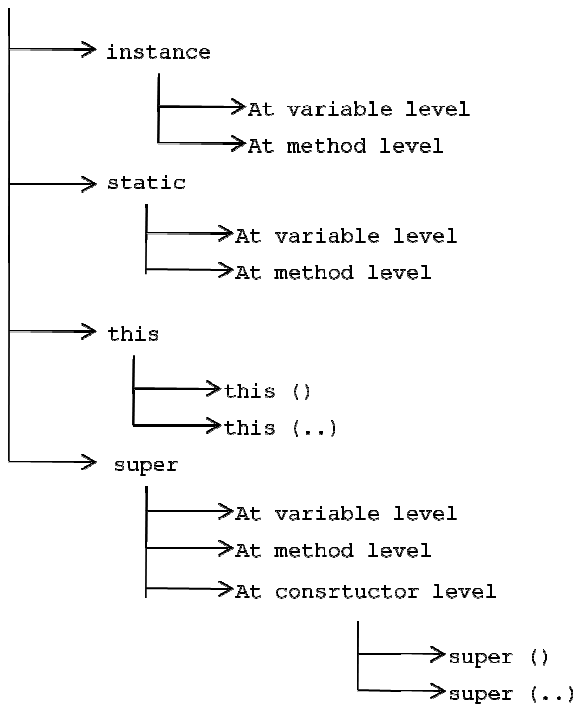 instance
At variable level
At method level
static
At variable level
At method level
this
this ()
this (..)
super
At variable level
At method level
At consrtuctor level
super ()
super (..)